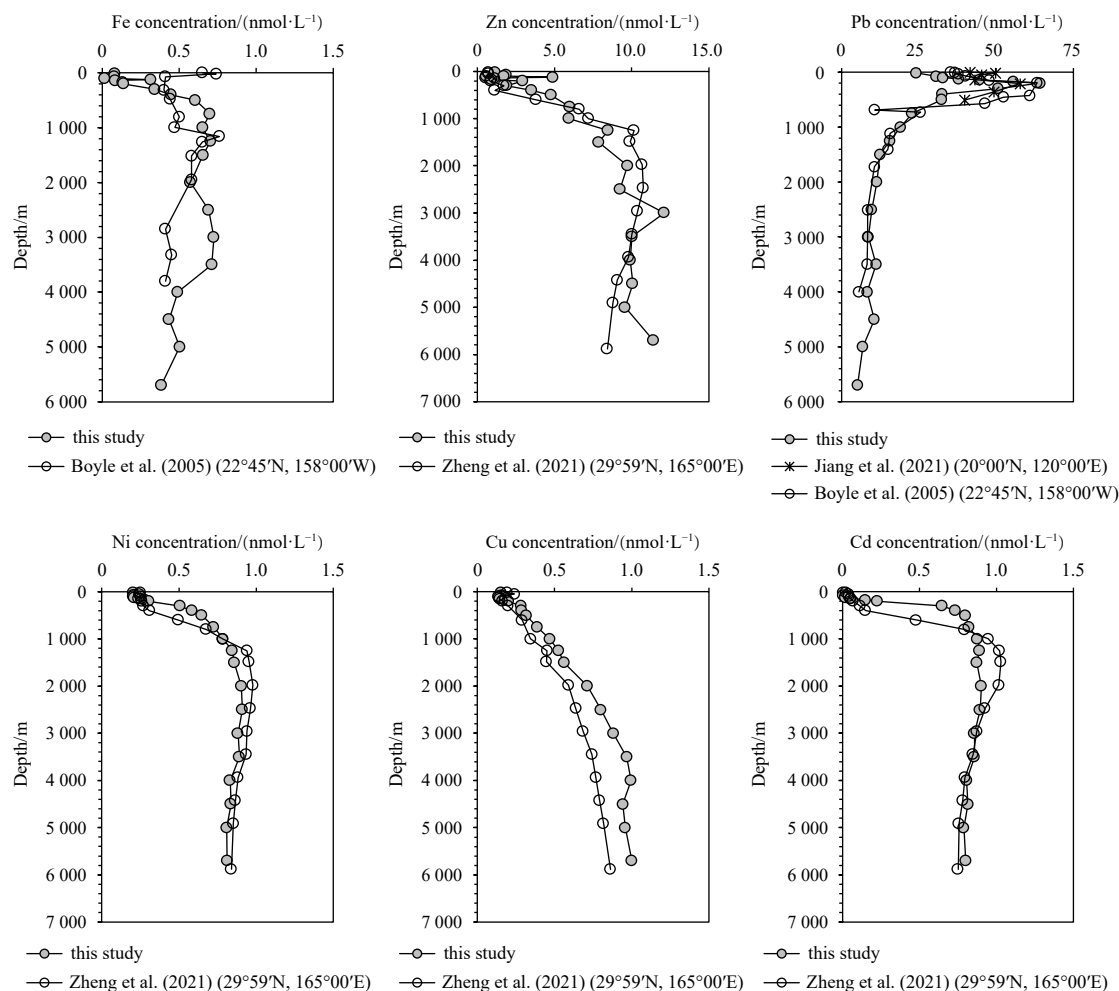 Fe concentration/(nmol·L⁻¹)
0 0.5 1.0 1.5
0
1 000
2 000
3 000
4 000
5 000
6 000
Depth/m
this study
Boyle et al. (2005) (22°45′N, 158°00′W)
Zn concentration/(nmol·L⁻¹)
0 5.0 10.0 15.0
0
1 000
2 000
3 000
4 000
5 000
6 000
7 000
Depth/m
this study
Zheng et al. (2021) (29°59′N, 165°00′E)
Pb concentration/(nmol·L⁻¹)
0 25 50 75
0
1 000
2 000
3 000
4 000
5 000
6 000
Depth/m
this study
Jiang et al. (2021) (20°00′N, 120°00′E)
Boyle et al. (2005) (22°45′N, 158°00′W)
Ni concentration/(nmol·L⁻¹)
0 0.5 1.0 1.5
0
1 000
2 000
3 000
4 000
5 000
6 000
7 000
Depth/m
this study
Zheng et al. (2021) (29°59′N, 165°00′E)
Cu concentration/(nmol·L⁻¹)
0 0.5 1.0 1.5
0
1 000
2 000
3 000
4 000
5 000
6 000
7 000
Depth/m
this study
Zheng et al. (2021) (29°59′N, 165°00′E)
Cd concentration/(nmol·L⁻¹)
0 0.5 1.0 1.5
0
1 000
2 000
3 000
4 000
5 000
6 000
7 000
Depth/m
this study
Zheng et al. (2021) (29°59′N, 165°00′E)